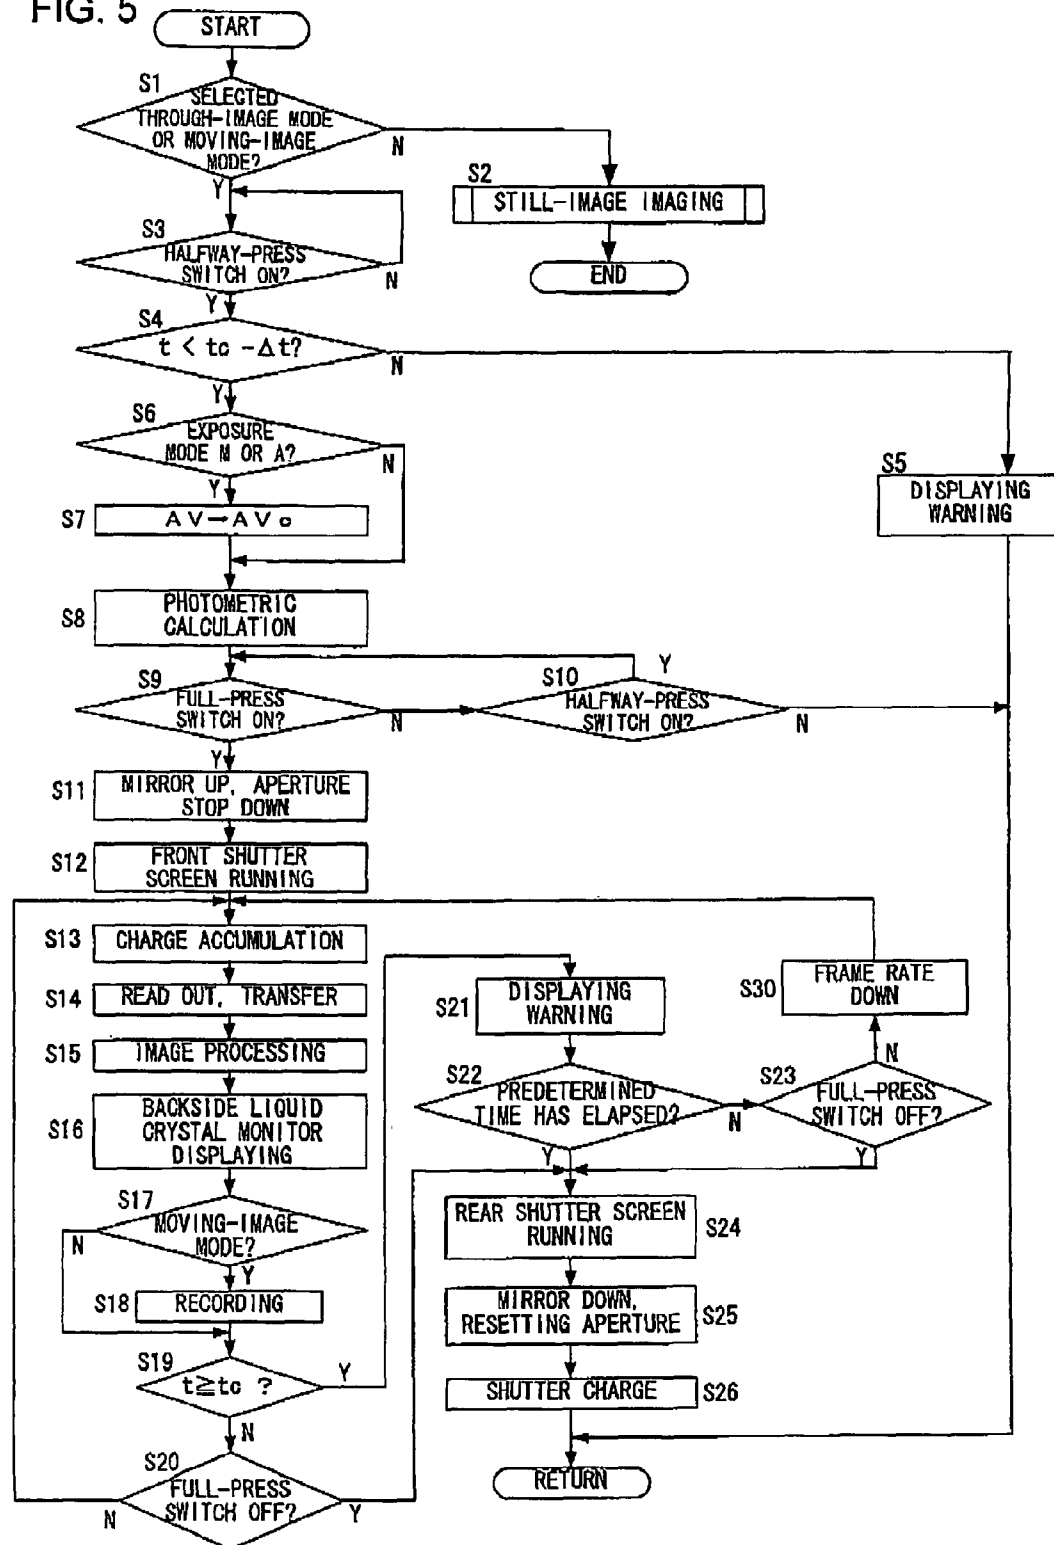 FIG. 5
START
S1
SELECTED
THROUGH-IMAGE MODE
OR MOVING-IMAGE
MODE?
N
Y
S2
STILL-IMAGE IMAGING
END
S3
HALFWAY-PRESS
SWITCH ON?
N
Y
S4
t < tc -Δt?
N
Y
S6
EXPOSURE
MODE M OR A?
N
Y
S5
DISPLAYING
WARNING
S7
AV→AVc
S8
PHOTOMETRIC
CALCULATION
S9
FULL-PRESS
SWITCH ON?
N
Y
S10
HALFWAY-PRESS
SWITCH ON?
Y
N
S11
MIRROR UP, APERTURE
STOP DOWN
S12
FRONT SHUTTER
SCREEN RUNNING
S13
CHARGE ACCUMULATION
S14
READ OUT, TRANSFER
S15
IMAGE PROCESSING
S16
BACKSIDE LIQUID
CRYSTAL MONITOR
DISPLAYING
S17
MOVING-IMAGE
MODE?
N
Y
S18
RECORDING
S19
t≧tc ?
Y
N
S20
FULL-PRESS
SWITCH OFF?
N
Y
S21
DISPLAYING
WARNING
S22
PREDETERMINED
TIME HAS ELAPSED?
N
Y
S30
FRAME RATE
DOWN
N
S23
FULL-PRESS
SWITCH OFF?
Y
REAR SHUTTER SCREEN
RUNNING
S24
MIRROR DOWN,
RESETTING APERTURE
S25
SHUTTER CHARGE
S26
RETURN